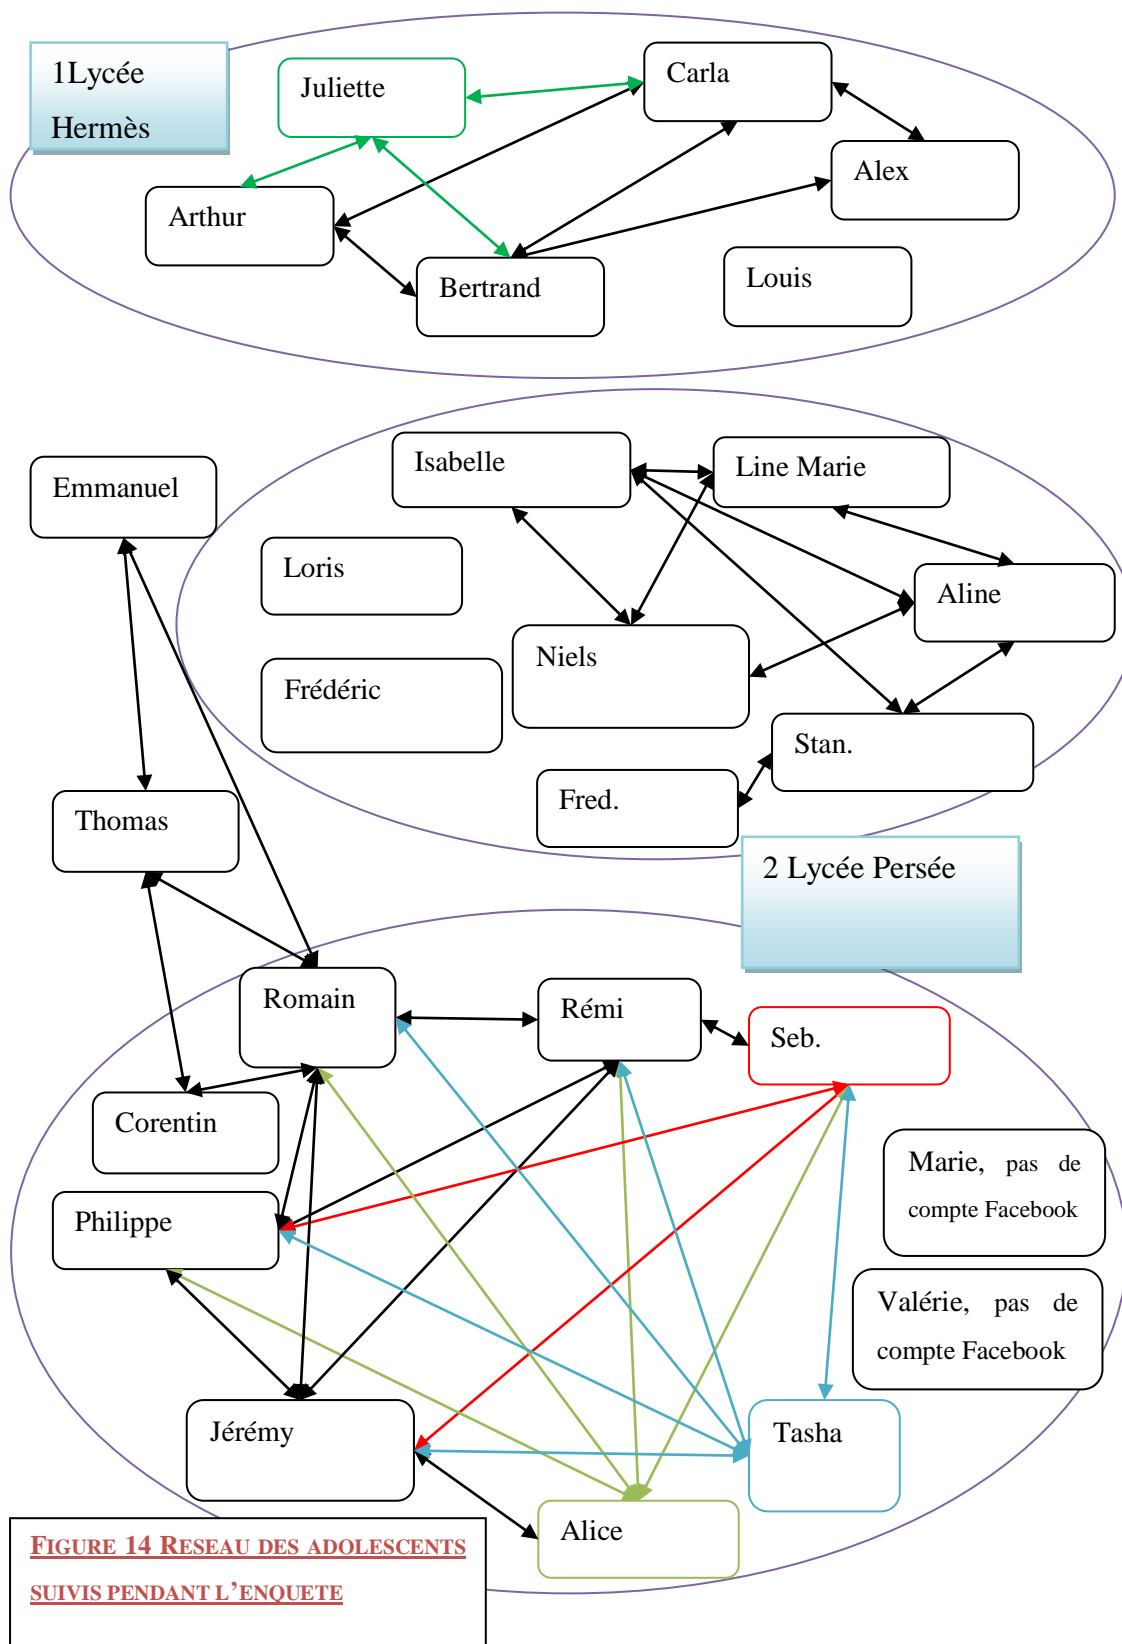 1Lycée
Hermès
Juliette
Carla
Alex
Arthur
Bertrand
Louis
Isabelle
Line Marie
Emmanuel
Loris
Aline
Niels
Frédéric
Stan.
Fred.
Thomas
2 Lycée Persée
Romain
Rémi
Seb.
Corentin
Marie, pas de
compte Facebook
Philippe
Valérie, pas de
compte Facebook
Jérémy
Tasha
Alice
FIGURE 14 RESEAU DES ADOLESCENTS
SUIVIS PENDANT L'ENQUETE